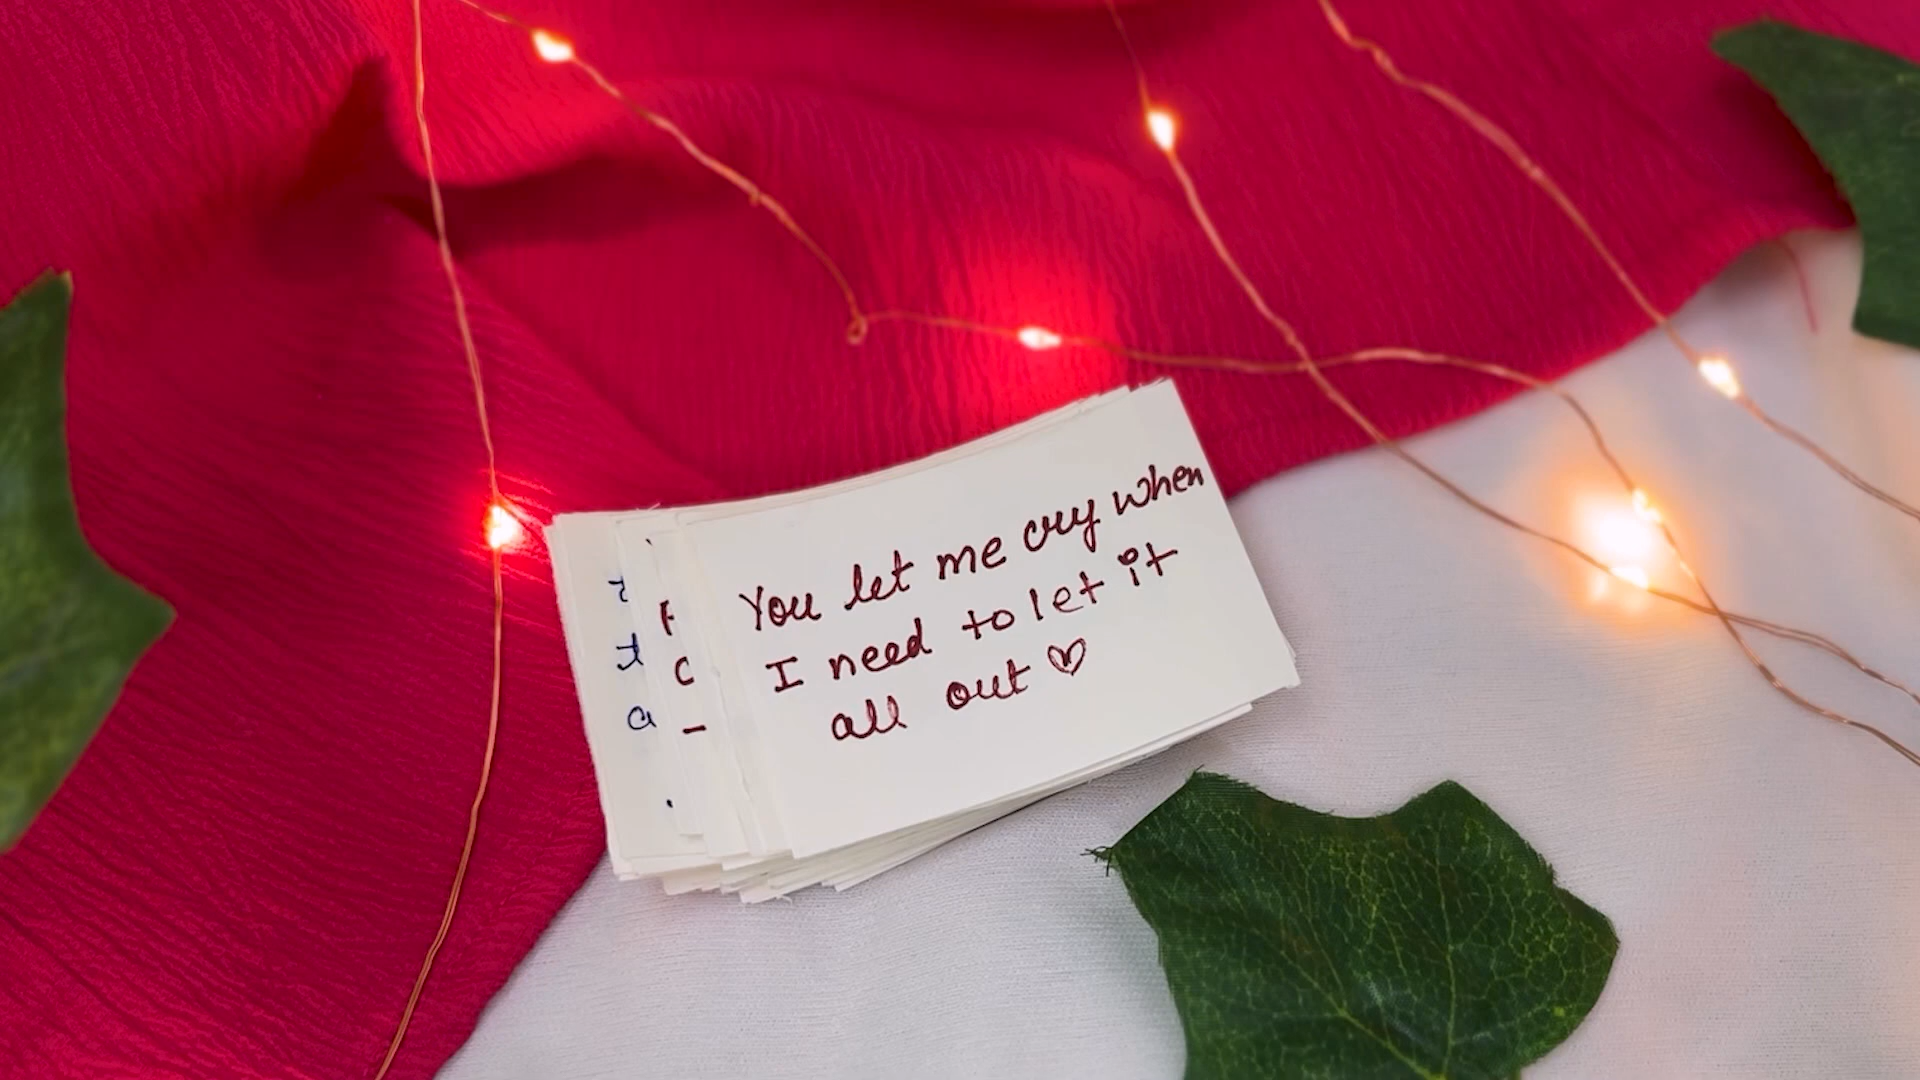 You let me cry when
I need to let it
all out ♡